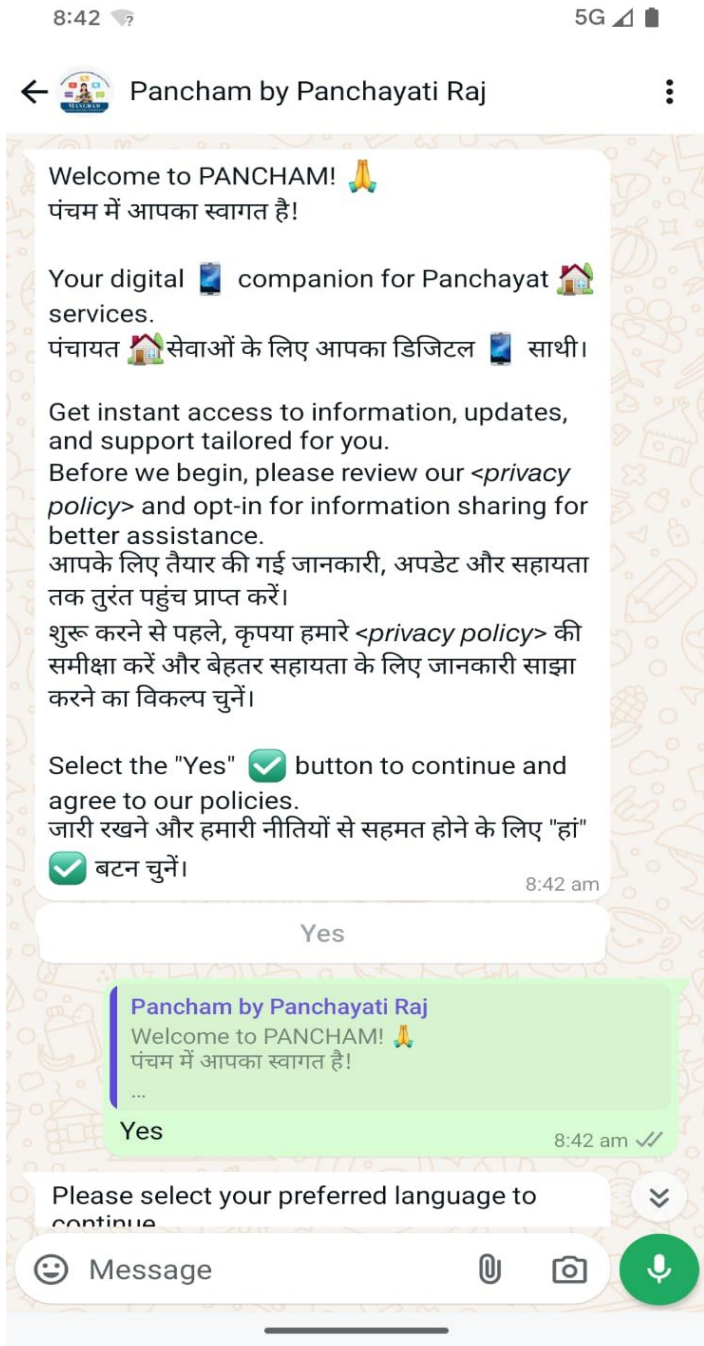 8:42
5G
Pancham by Panchayati Raj
Welcome to PANCHAM! 🙏
पंचम में आपका स्वागत है!
Your digital 📱 companion for Panchayat 🏠
services.
पंचायत 🏠सेवाओं के लिए आपका डिजिटल 📱 साथी।
Get instant access to information, updates,
and support tailored for you.
Before we begin, please review our <privacy
policy> and opt-in for information sharing for
better assistance.
आपके लिए तैयार की गई जानकारी, अपडेट और सहायता
तक तुरंत पहुंच प्राप्त करें।
शुरू करने से पहले, कृपया हमारे <privacy policy> की
समीक्षा करें और बेहतर सहायता के लिए जानकारी साझा
करने का विकल्प चुनें।
Select the "Yes" ✅ button to continue and
agree to our policies.
जारी रखने और हमारी नीतियों से सहमत होने के लिए "हां"
✅ बटन चुनें।
8:42 am
Yes
Pancham by Panchayati Raj
Welcome to PANCHAM! 🙏
पंचम में आपका स्वागत है!
...
Yes
8:42 am
Please select your preferred language to
continue
Message